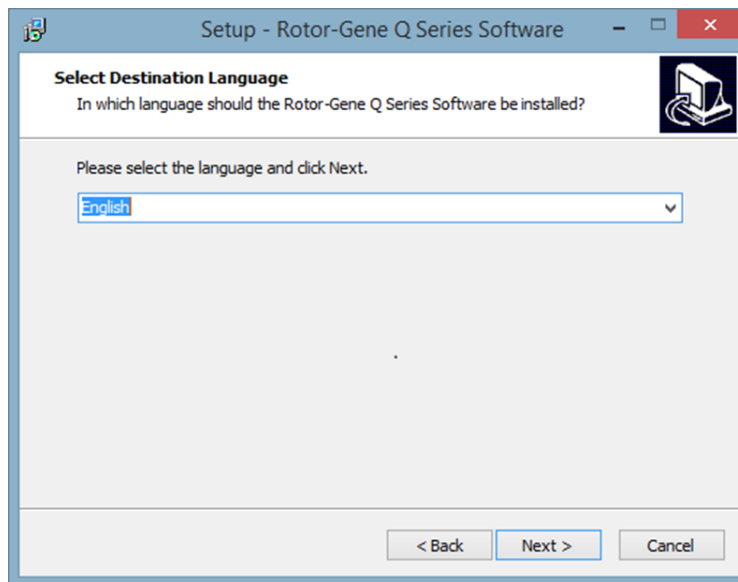 Setup - Rotor-Gene Q Series Software
Select Destination Language
In which language should the Rotor-Gene Q Series Software be installed?
Please select the language and click Next.
English
< Back
Next >
Cancel